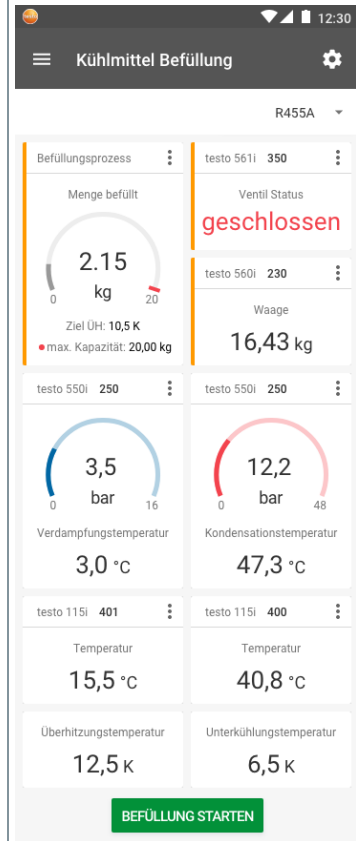 12:30
Kühlmittel Befüllung
R455A
Befüllungsprozess
Menge befüllt
2.15
kg
0 20
Ziel ÜH: 10,5 K
max. Kapazität: 20,00 kg
testo 561i 350
Ventil Status
geschlossen
testo 560i 230
Waage
16,43 kg
testo 550i 250
3,5
bar
0 16
Verdampfungstemperatur
3,0 °C
testo 550i 250
12,2
bar
0 48
Kondensationstemperatur
47,3 °C
testo 115i 401
Temperatur
15,5 °C
testo 115i 400
Temperatur
40,8 °C
Überhitzungstemperatur
12,5 K
Unterkühlungstemperatur
6,5 K
BEFÜLLUNG STARTEN